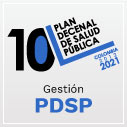 10
PLAN
DECENAL
DE SALUD
PÚBLICA
COLOMBIA
2012
2021
Gestión
PDSP